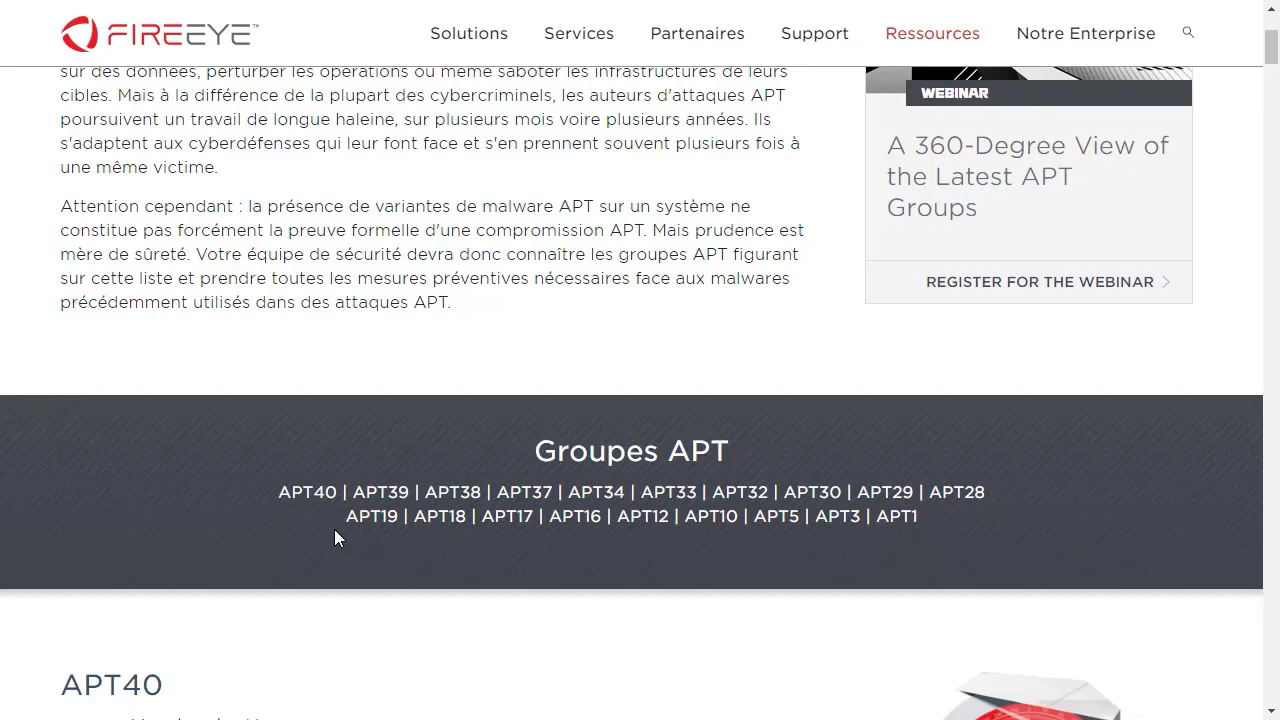 FIREEYE™
Solutions Services Partenaires Support Ressources Notre Enterprise
sur des données, perturber les opérations ou même saboter les infrastructures de leurs
cibles. Mais à la différence de la plupart des cybercriminels, les auteurs d'attaques APT
poursuivent un travail de longue haleine, sur plusieurs mois voire plusieurs années. Ils
s'adaptent aux cyberdéfenses qui leur font face et s'en prennent souvent plusieurs fois à
une même victime.
Attention cependant : la présence de variantes de malware APT sur un système ne
constitue pas forcément la preuve formelle d'une compromission APT. Mais prudence est
mère de sûreté. Votre équipe de sécurité devra donc connaître les groupes APT figurant
sur cette liste et prendre toutes les mesures préventives nécessaires face aux malwares
précédemment utilisés dans des attaques APT.
WEBINAR
A 360-Degree View of
the Latest APT
Groups
REGISTER FOR THE WEBINAR
Groupes APT
APT40 | APT39 | APT38 | APT37 | APT34 | APT33 | APT32 | APT30 | APT29 | APT28
APT19 | APT18 | APT17 | APT16 | APT12 | APT10 | APT5 | APT3 | APT1
APT40